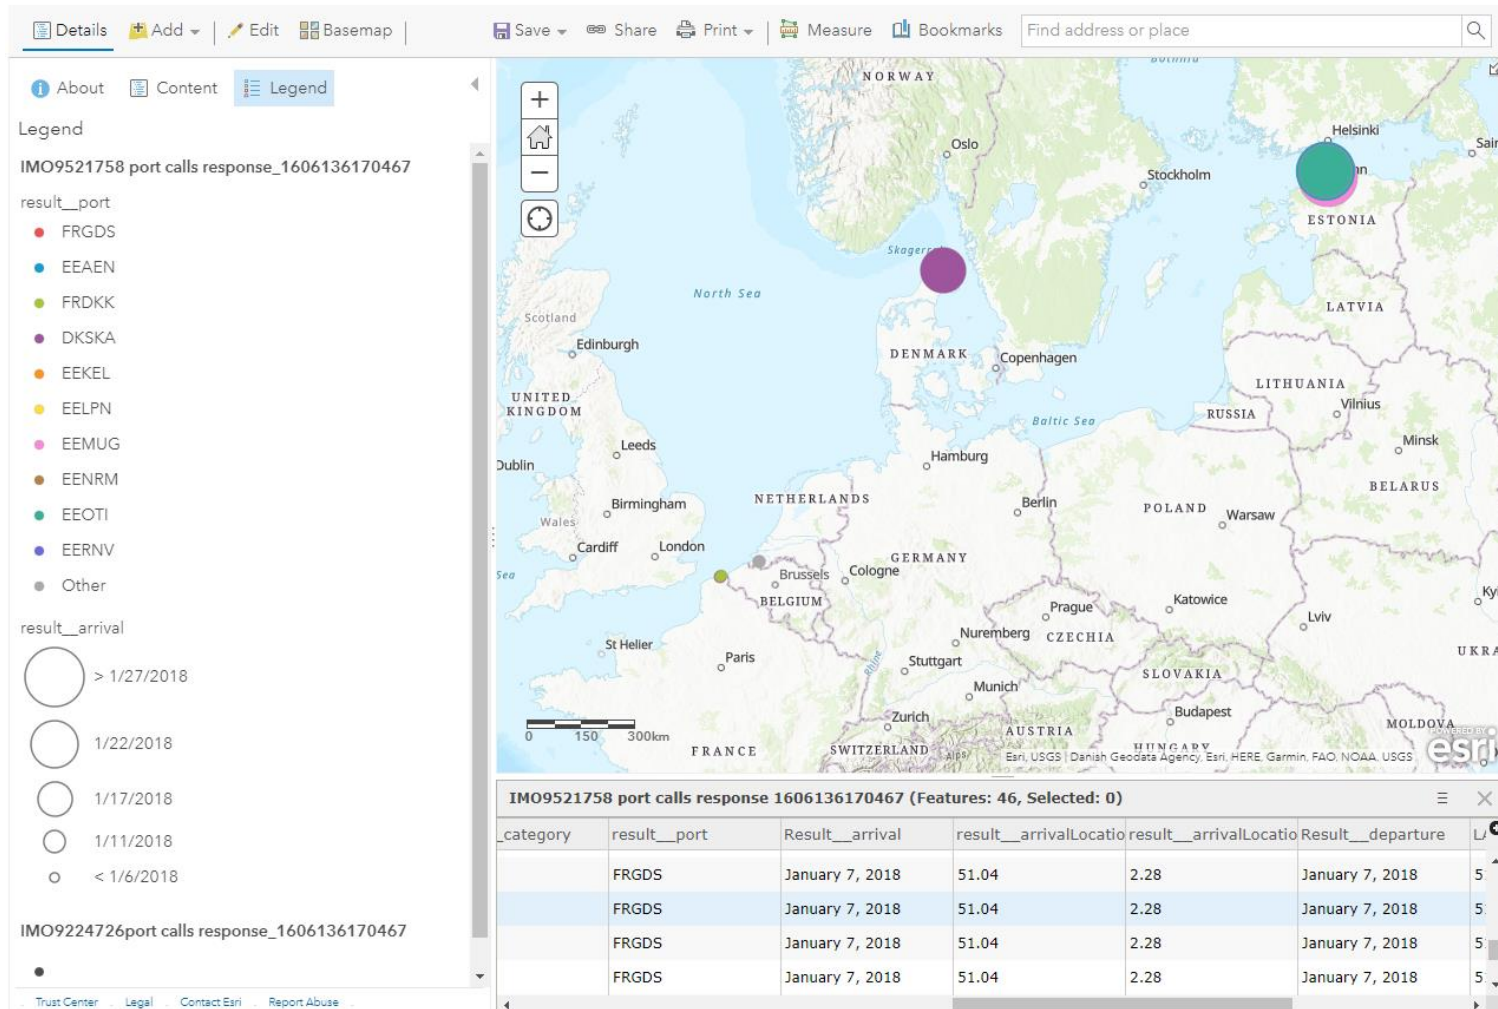 Details Add Edit Basemap Save Share Print Measure Bookmarks Find address or place
About Content Legend
Legend
IMO9521758 port calls response_1606136170467
result__port
FRGDS
EEAEN
FRDKK
DKSKA
EEKEL
EELPN
EEMUG
EENRM
EEOTI
EERNV
Other
result__arrival
> 1/27/2018
1/22/2018
1/17/2018
1/11/2018
< 1/6/2018
IMO9224726port calls response_1606136170467
Trust Center Legal Contact Esri Report Abuse
NORWAY
Helsinki
Oslo
Stockholm
ESTONIA
North Sea
LATVIA
Scotland
Edinburgh
DENMARK
Copenhagen
LITHUANIA
UNITED
KINGDOM
Vilnius
RUSSIA
Baltic Sea
Minsk
Leeds
Hamburg
Dublin
BELARUS
NETHERLANDS
Birmingham
Berlin
POLAND
Warsaw
Wales
Cardiff
London
GERMANY
Brussels
Cologne
BELGIUM
Katowice
Prague
Lviv
Nuremberg
CZECHIA
St Helier
Paris
Rhine
Stuttgart
SLOVAKIA
Munich
Zurich
Budapest
MOLDOVA
0 150 300km
AUSTRIA
FRANCE
SWITZERLAND
Alps
HUNGARY
POWERED BY
esri
Esri, USGS | Danish Geodata Agency, Esri, HERE, Garmin, FAO, NOAA, USGS
IMO9521758 port calls response 1606136170467 (Features: 46, Selected: 0)
_category result__port Result__arrival result__arrivalLocatio result__arrivalLocatio Result__departure
FRGDS January 7, 2018 51.04 2.28 January 7, 2018 5
FRGDS January 7, 2018 51.04 2.28 January 7, 2018 5
FRGDS January 7, 2018 51.04 2.28 January 7, 2018 5
FRGDS January 7, 2018 51.04 2.28 January 7, 2018 5